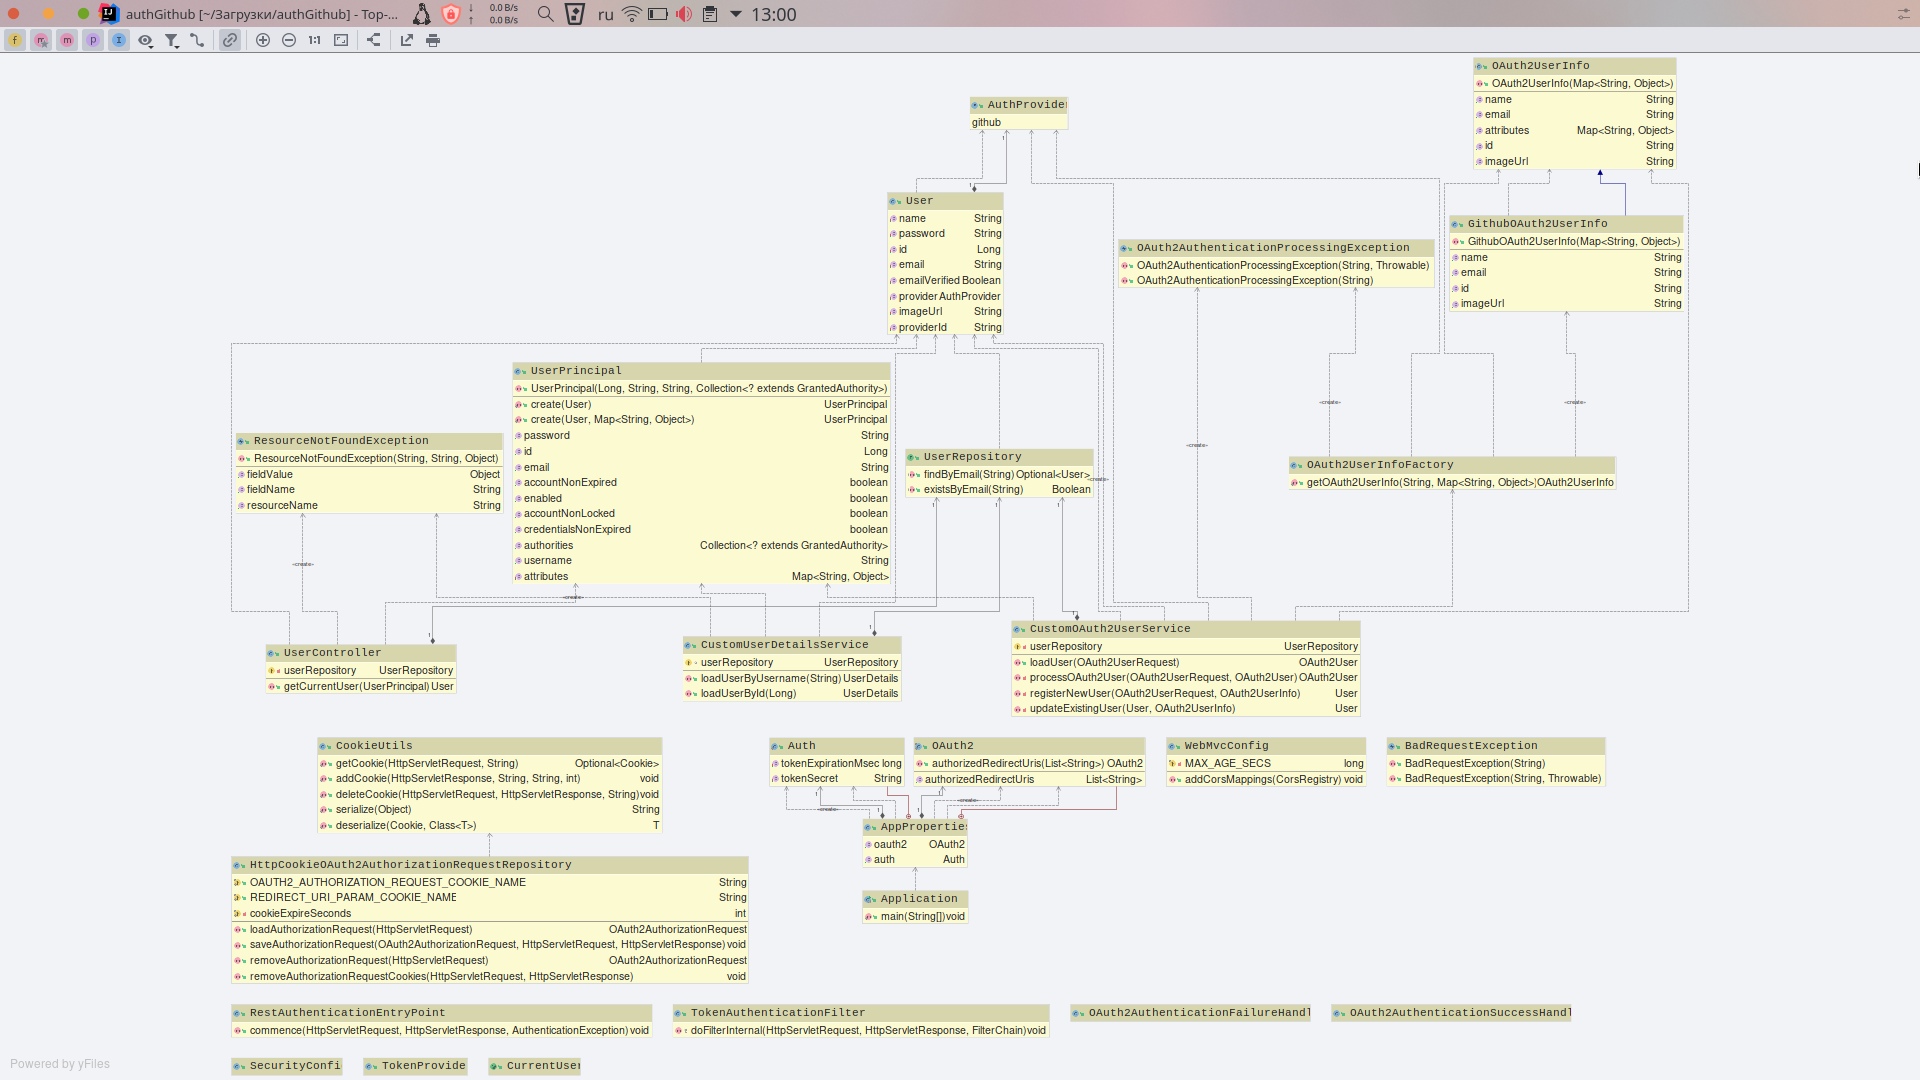 authGithub [~/Загрузки/authGithub] - Top-...
0.0 B/s
0.0 B/s
ru
13:00
1:1
OAuth2UserInfo
OAuth2UserInfo(Map<String, Object>)
name String
email String
attributes Map<String, Object>
id String
imageUrl String
AuthProvider
github
User
name String
password String
id Long
email String
emailVerified Boolean
provider AuthProvider
imageUrl String
providerId String
OAuth2AuthenticationProcessingException
OAuth2AuthenticationProcessingException(String, Throwable)
OAuth2AuthenticationProcessingException(String)
GithubOAuth2UserInfo
GithubOAuth2UserInfo(Map<String, Object>)
name String
email String
id String
imageUrl String
UserPrincipal
UserPrincipal(Long, String, String, Collection<? extends GrantedAuthority>)
create(User) UserPrincipal
create(User, Map<String, Object>) UserPrincipal
password String
id Long
email String
accountNonExpired boolean
enabled boolean
accountNonLocked boolean
credentialsNonExpired boolean
authorities Collection<? extends GrantedAuthority>
username String
attributes Map<String, Object>
ResourceNotFoundException
ResourceNotFoundException(String, String, Object)
fieldValue Object
fieldName String
resourceName String
UserRepository
findByEmail(String) Optional<User>
existsByEmail(String) Boolean
OAuth2UserInfoFactory
getOAuth2UserInfo(String, Map<String, Object>) OAuth2UserInfo
«create»
«create»
«create»
«create»
«create»
«create»
UserController
userRepository UserRepository
getCurrentUser(UserPrincipal) User
CustomUserDetailsService
userRepository UserRepository
loadUserByUsername(String) UserDetails
loadUserById(Long) UserDetails
CustomOAuth2UserService
userRepository UserRepository
loadUser(OAuth2UserRequest) OAuth2User
processOAuth2User(OAuth2UserRequest, OAuth2User) OAuth2User
registerNewUser(OAuth2UserRequest, OAuth2UserInfo) User
updateExistingUser(User, OAuth2UserInfo) User
CookieUtils
getCookie(HttpServletRequest, String) Optional<Cookie>
addCookie(HttpServletResponse, String, String, int) void
deleteCookie(HttpServletRequest, HttpServletResponse, String) void
serialize(Object) String
deserialize(Cookie, Class<T>) T
Auth
tokenExpirationMsec long
tokenSecret String
OAuth2
authorizedRedirectUris(List<String>) OAuth2
authorizedRedirectUris List<String>
WebMvcConfig
MAX_AGE_SECS long
addCorsMappings(CorsRegistry) void
BadRequestException
BadRequestException(String)
BadRequestException(String, Throwable)
«create»
«create»
AppProperties
oauth2 OAuth2
auth Auth
HttpCookieOAuth2AuthorizationRequestRepository
OAUTH2_AUTHORIZATION_REQUEST_COOKIE_NAME String
REDIRECT_URI_PARAM_COOKIE_NAME String
cookieExpireSeconds int
loadAuthorizationRequest(HttpServletRequest) OAuth2AuthorizationRequest
saveAuthorizationRequest(OAuth2AuthorizationRequest, HttpServletRequest, HttpServletResponse) void
removeAuthorizationRequest(HttpServletRequest) OAuth2AuthorizationRequest
removeAuthorizationRequestCookies(HttpServletRequest, HttpServletResponse) void
Application
main(String[]) void
RestAuthenticationEntryPoint
commence(HttpServletRequest, HttpServletResponse, AuthenticationException) void
TokenAuthenticationFilter
doFilterInternal(HttpServletRequest, HttpServletResponse, FilterChain) void
OAuth2AuthenticationFailureHandl
OAuth2AuthenticationSuccessHandl
SecurityConfi
TokenProvide
CurrentUser
Powered by yFiles